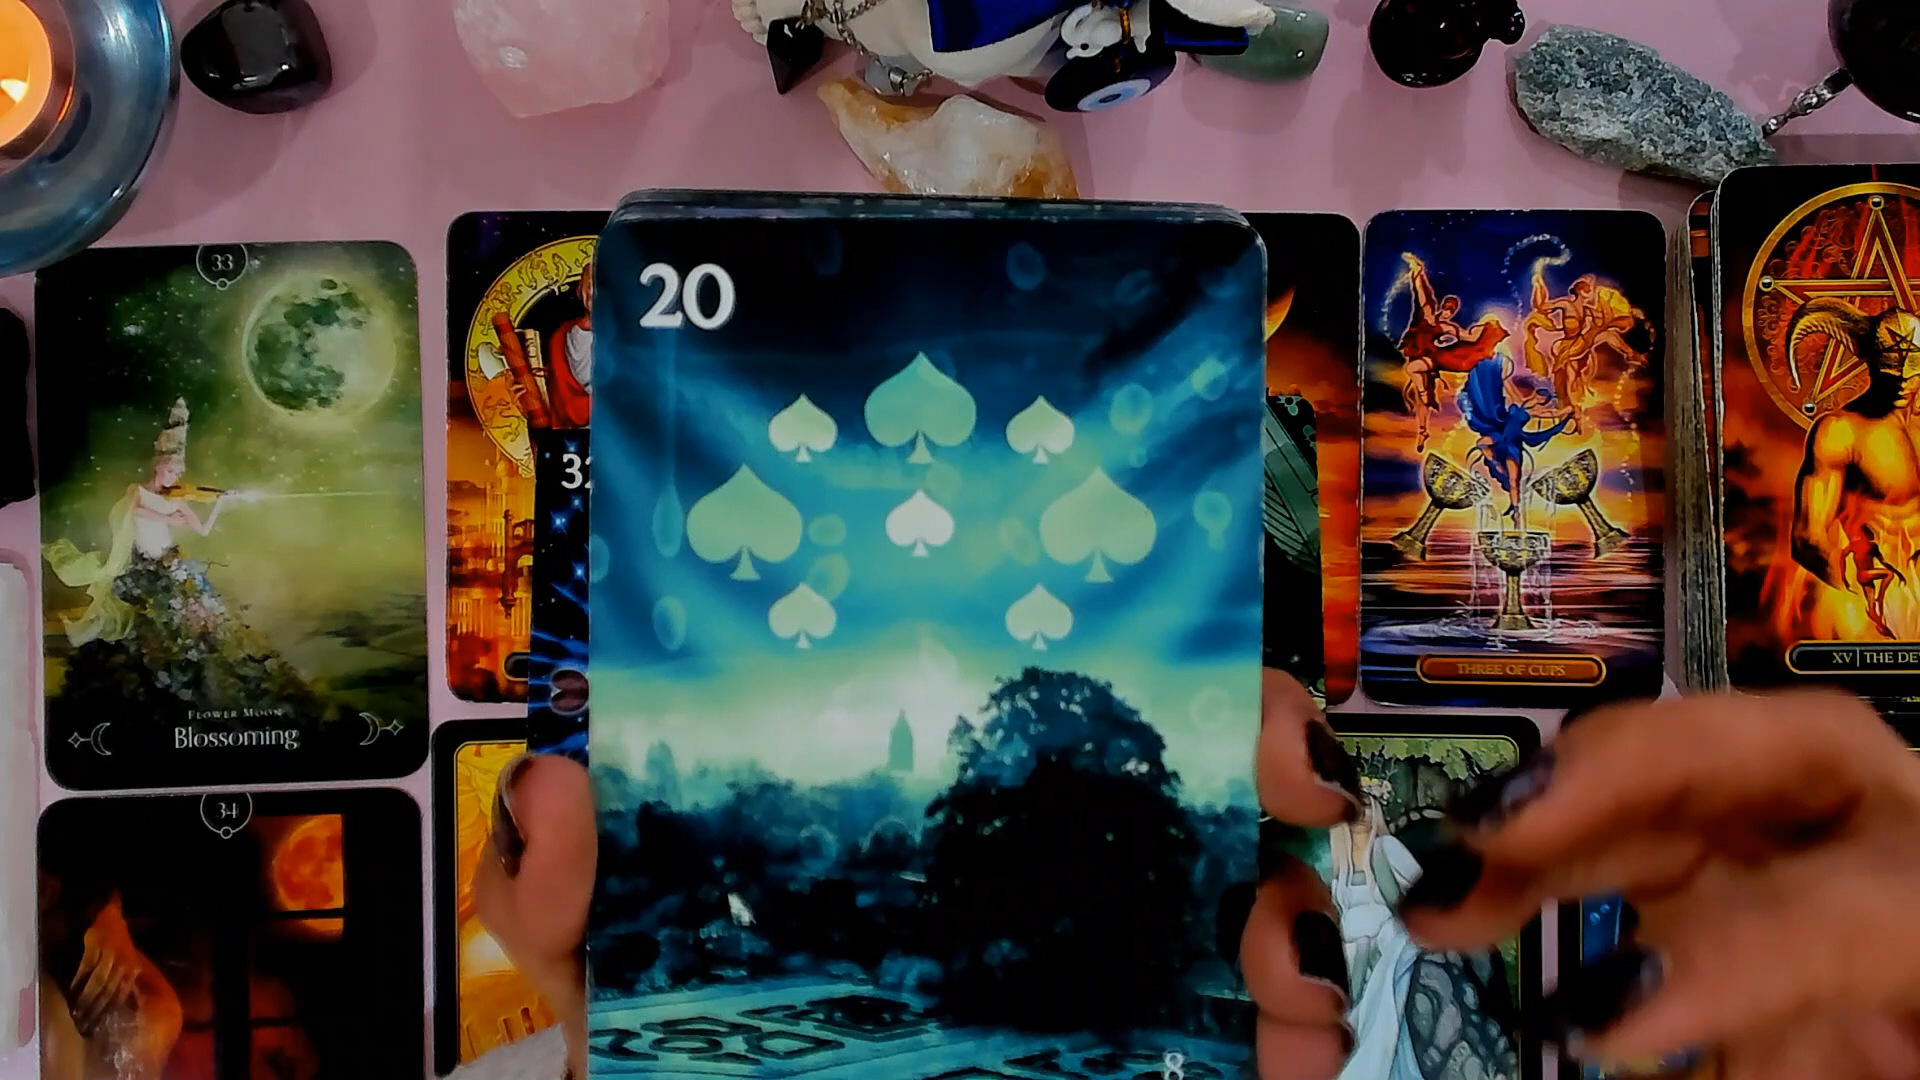 33
FLOWER MOON
Blossoming
34
32
20
8
THREE OF CUPS
XV | THE DE